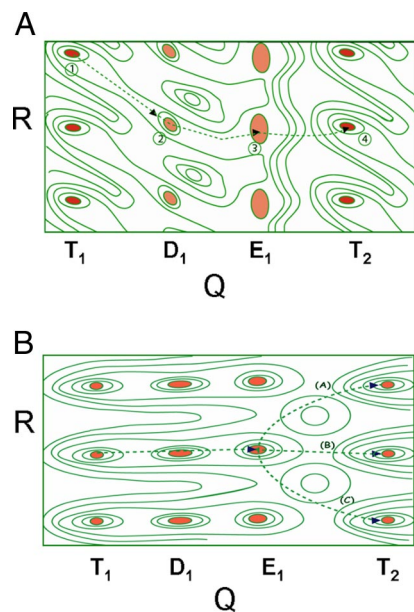 A
R
1
2
3
4
T₁ D₁ E₁ T₂
Q
B
R
(A)
(B)
(C)
T₁ D₁ E₁ T₂
Q